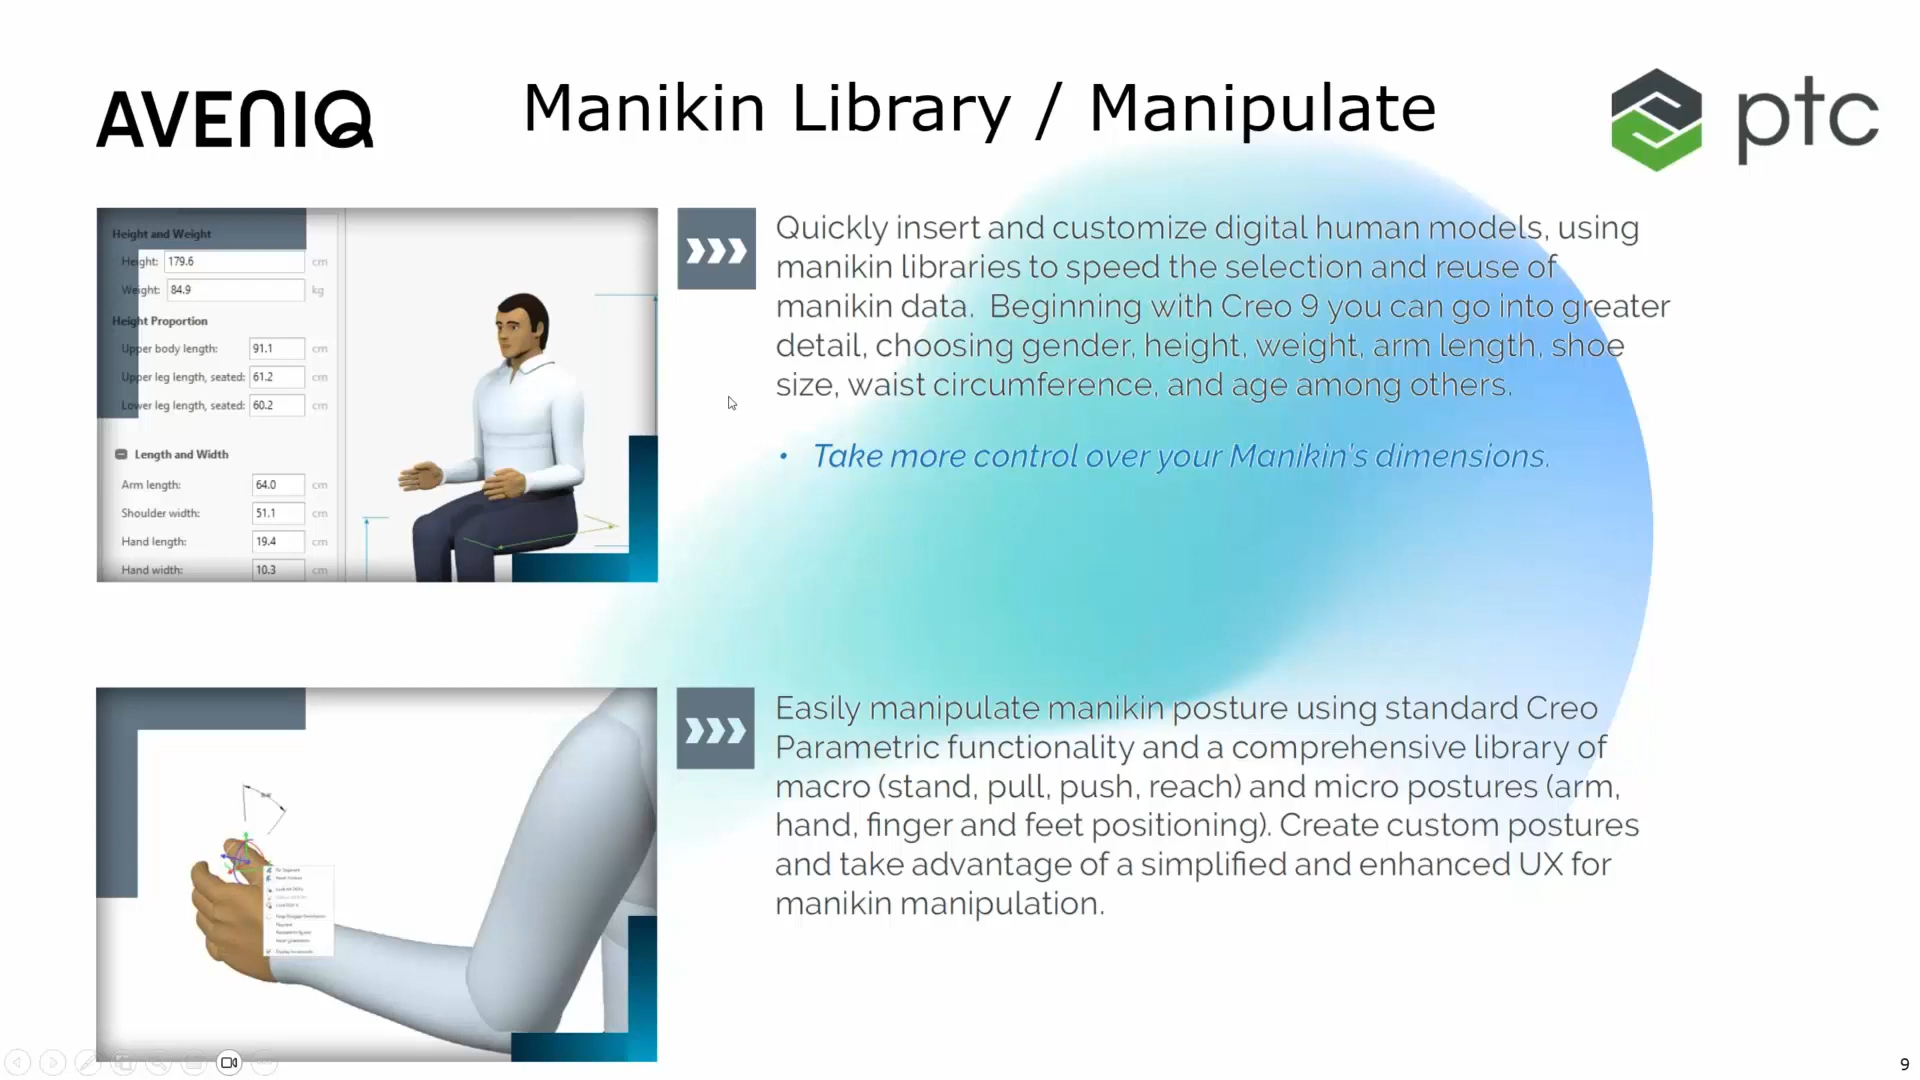 AVENIQ
Manikin Library / Manipulate
ptc
Height and Weight
Height: 179.6 cm
Weight: 84.9 kg
Height Proportion
Upper body length: 91.1 cm
Upper leg length, seated: 61.2 cm
Lower leg length, seated: 60.2 cm
Length and Width
Arm length: 64.0 cm
Shoulder width: 51.1 cm
Hand length: 19.4 cm
Hand width: 10.3 cm
Quickly insert and customize digital human models, using
manikin libraries to speed the selection and reuse of
manikin data. Beginning with Creo 9 you can go into greater
detail, choosing gender, height, weight, arm length, shoe
size, waist circumference, and age among others.
• Take more control over your Manikin's dimensions.
Easily manipulate manikin posture using standard Creo
Parametric functionality and a comprehensive library of
macro (stand, pull, push, reach) and micro postures (arm,
hand, finger and feet positioning). Create custom postures
and take advantage of a simplified and enhanced UX for
manikin manipulation.
9